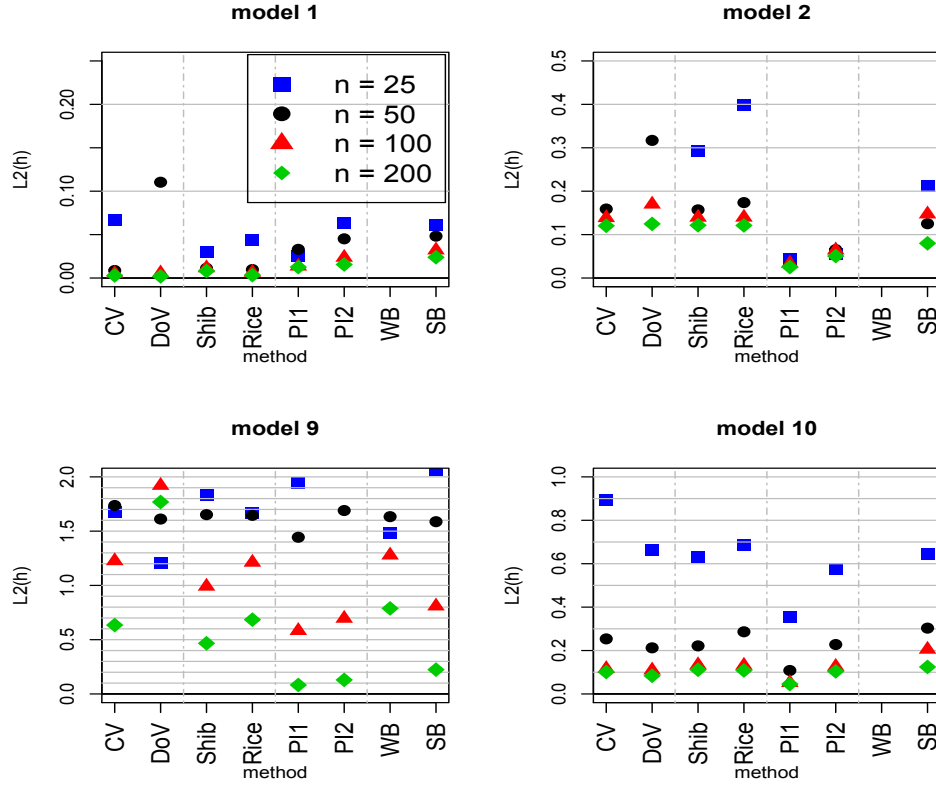 model 1
0.00
0.10
0.20
L2(h)
n = 25
n = 50
n = 100
n = 200
CV
DoV
Shib
Rice
PI1
PI2
WB
SB
method
model 2
0.0
0.1
0.2
0.3
0.4
0.5
L2(h)
CV
DoV
Shib
Rice
PI1
PI2
WB
SB
method
model 9
0.0
0.5
1.0
1.5
2.0
L2(h)
CV
DoV
Shib
Rice
PI1
PI2
WB
SB
method
model 10
0.0
0.2
0.4
0.6
0.8
1.0
L2(h)
CV
DoV
Shib
Rice
PI1
PI2
WB
SB
method